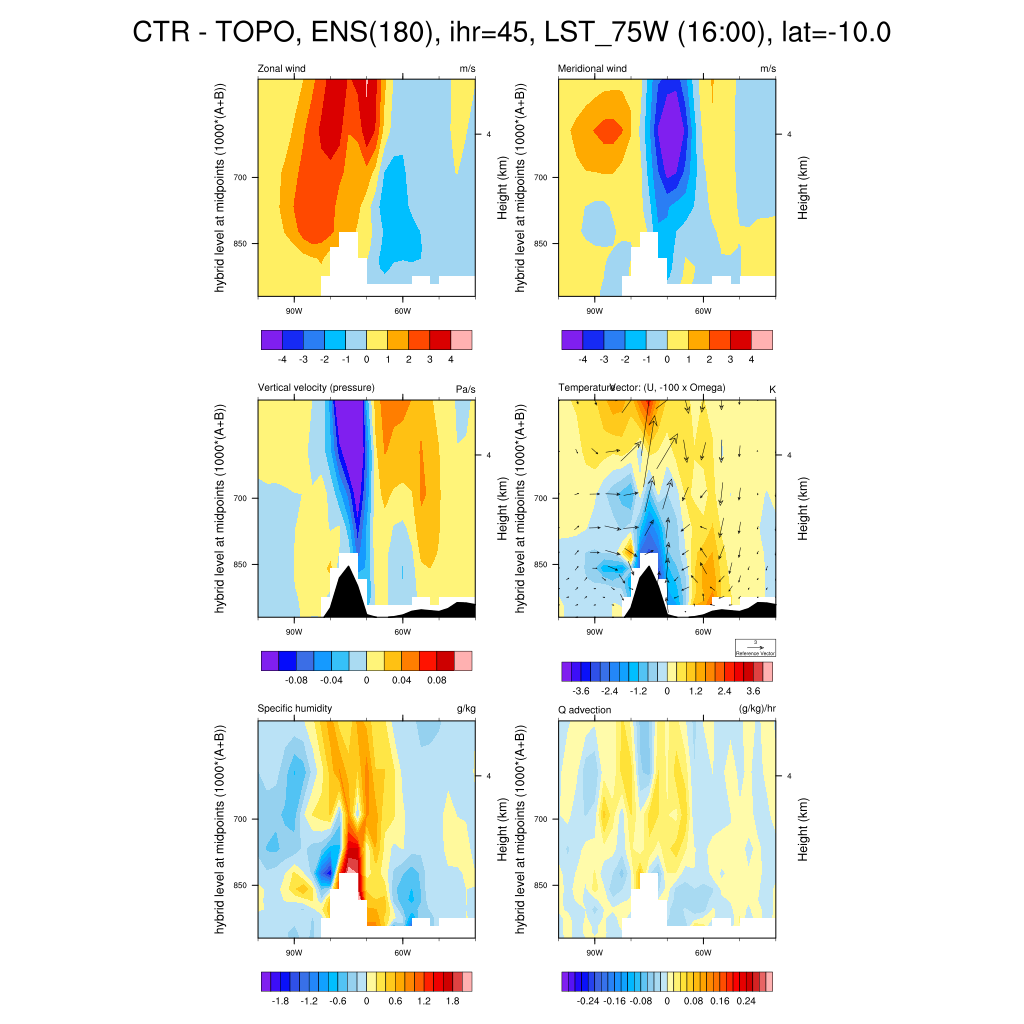 CTR - TOPO, ENS(180), ihr=45, LST_75W (16:00), lat=-10.0
Zonal wind m/s
hybrid level at midpoints (1000*(A+B))
700
850
4
Height (km)
90W 60W
-4 -3 -2 -1 0 1 2 3 4
Meridional wind m/s
hybrid level at midpoints (1000*(A+B))
700
850
4
Height (km)
90W 60W
-4 -3 -2 -1 0 1 2 3 4
Vertical velocity (pressure) Pa/s
hybrid level at midpoints (1000*(A+B))
700
850
4
Height (km)
90W 60W
-0.08 -0.04 0 0.04 0.08
Temperature Vector: (U, -100 x Omega) K
hybrid level at midpoints (1000*(A+B))
700
850
4
Height (km)
90W 60W
3
Reference Vector
-3.6 -2.4 -1.2 0 1.2 2.4 3.6
Specific humidity g/kg
hybrid level at midpoints (1000*(A+B))
700
850
4
Height (km)
90W 60W
-1.8 -1.2 -0.6 0 0.6 1.2 1.8
Q advection (g/kg)/hr
hybrid level at midpoints (1000*(A+B))
700
850
4
Height (km)
90W 60W
-0.24 -0.16 -0.08 0 0.08 0.16 0.24